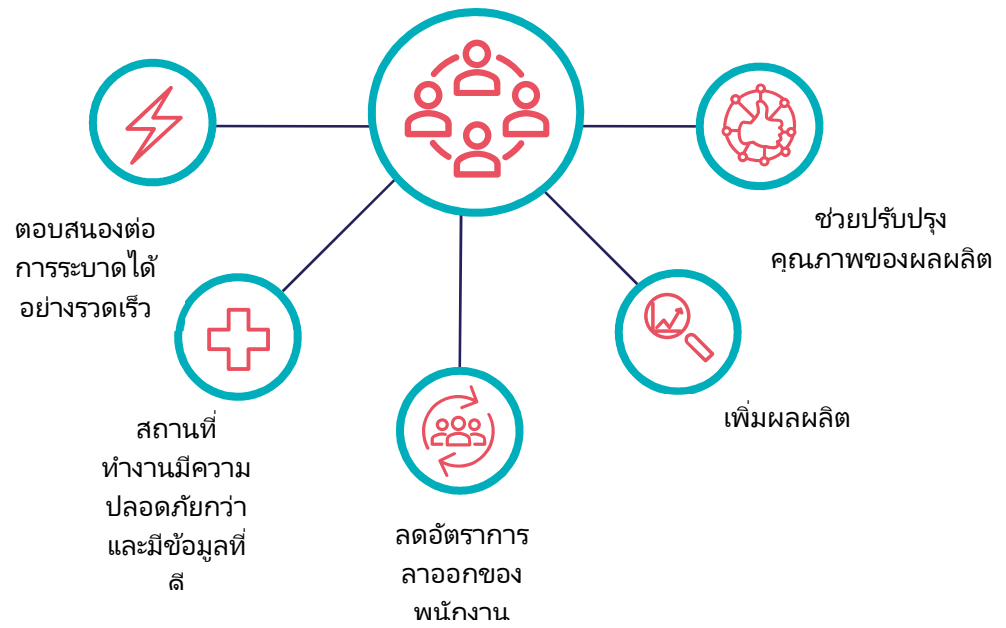 ตอบสนองต่อ
การระบาดได้
อย่างรวดเร็ว
สถานที่
ทำงานมีความ
ปลอดภัยกว่า
และมีข้อมูลที่
ดี
ลดอัตราการ
ลาออกของ
พนักงาน
เพิ่มผลผลิต
ช่วยปรับปรุง
คุณภาพของผลผลิต